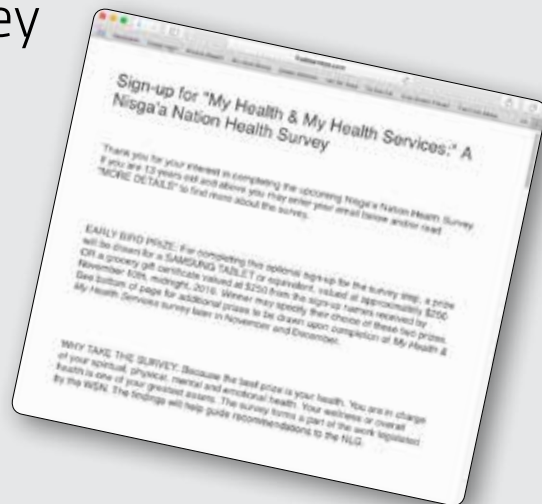 ey
Sign-up for "My Health & My Health Services:" A
Nisga'a Nation Health Survey
Thank you for your interest in completing the upcoming Nisga'a Nation Health Survey.
If you are 13 years old and above you may enter your email below and/or read
"MORE DETAILS" to find more about the survey.
EARLY BIRD PRIZE: For completing this optional sign-up for the survey step, a prize
will be drawn for a SAMSUNG TABLET or equivalent, valued at approximately $250
OR a grocery gift certificate valued at $250 from the sign-up names received by
November 10th, midnight, 2016. Winner may specify their choice of these two prizes.
See bottom of page for additional prizes to be drawn upon completion of My Health &
My Health Services survey later in November and December.
WHY TAKE THE SURVEY: Because the best prize is your health. You are in charge
of your spiritual, physical, mental and emotional health. Your wellness or overall
health is one of your greatest assets. The survey forms a part of the work legislated
by the WSN. The findings will help guide recommendations to the NLG.